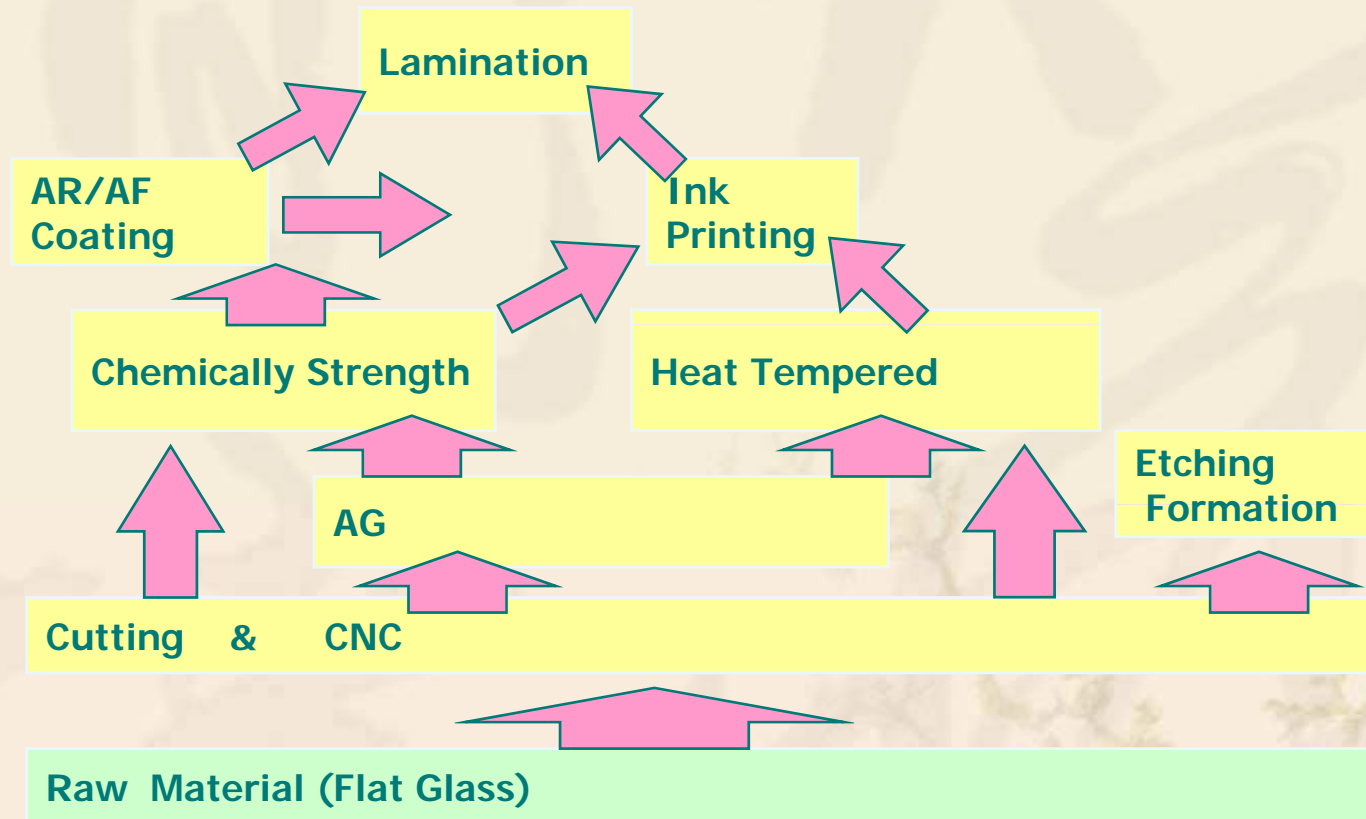 Lamination
AR/AF
Coating
Ink
Printing
Chemically Strength
Heat Tempered
Etching
Formation
AG
Cutting & CNC
Raw Material (Flat Glass)